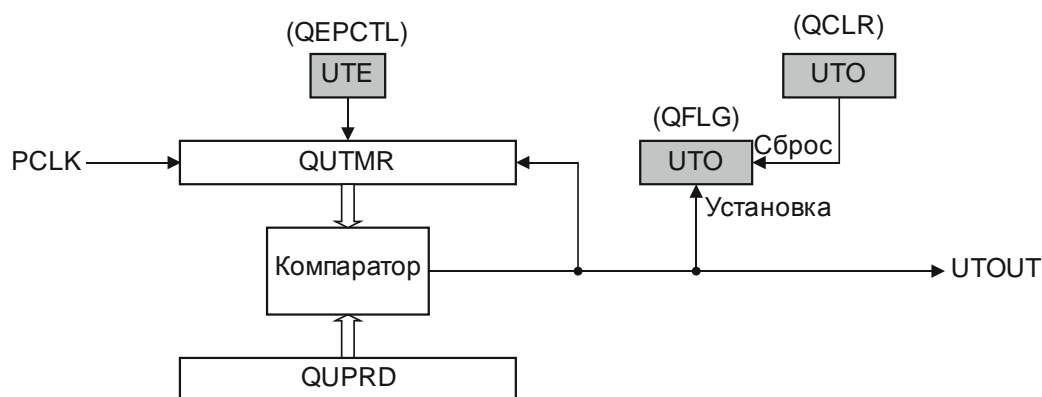 (QEPCTL)
(QCLR)
UTE
UTO
(QFLG)
PCLK
QUTMR
UTO
Сброс
Установка
Компаратор
UTOUT
QUPRD